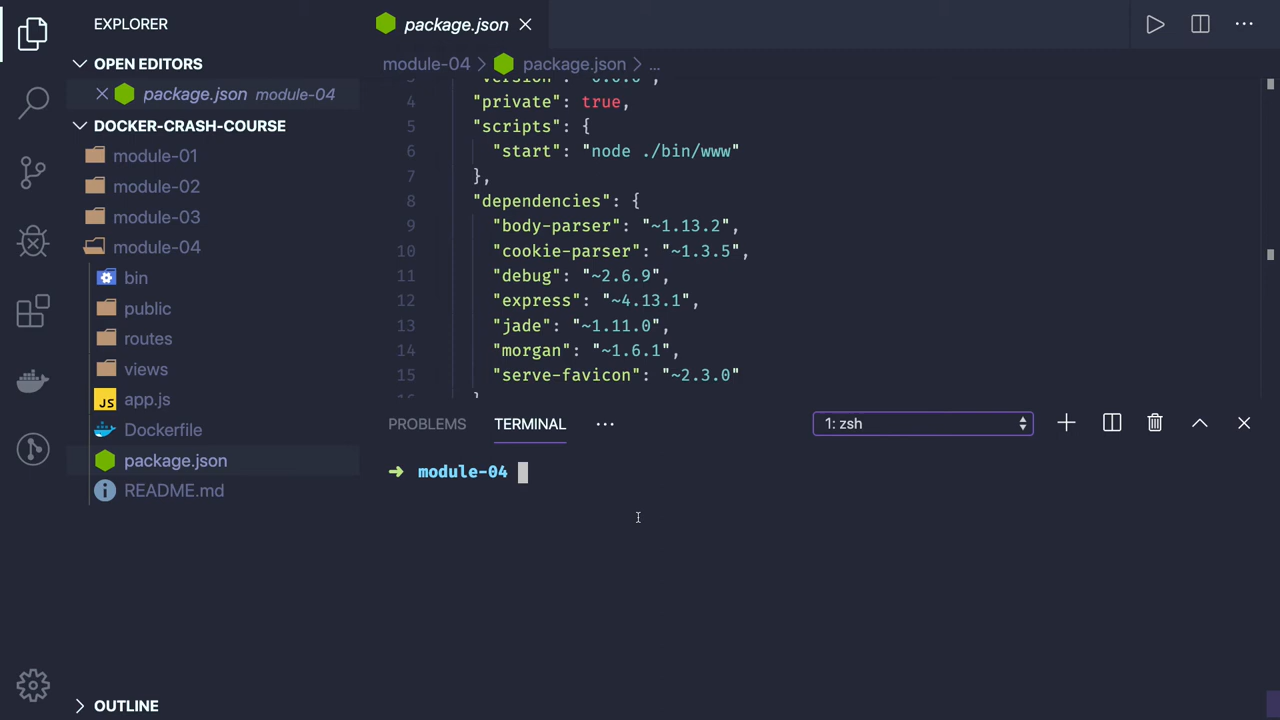 EXPLORER
OPEN EDITORS
package.json module-04
DOCKER-CRASH-COURSE
module-01
module-02
module-03
module-04
bin
public
routes
views
JS app.js
Dockerfile
package.json
README.md
OUTLINE
package.json
module-04 > package.json > ...
4 "private": true,
5 "scripts": {
6 "start": "node ./bin/www"
7 },
8 "dependencies": {
9 "body-parser": "~1.13.2",
10 "cookie-parser": "~1.3.5",
11 "debug": "~2.6.9",
12 "express": "~4.13.1",
13 "jade": "~1.11.0",
14 "morgan": "~1.6.1",
15 "serve-favicon": "~2.3.0"
PROBLEMS TERMINAL ...
1: zsh
➜ module-04